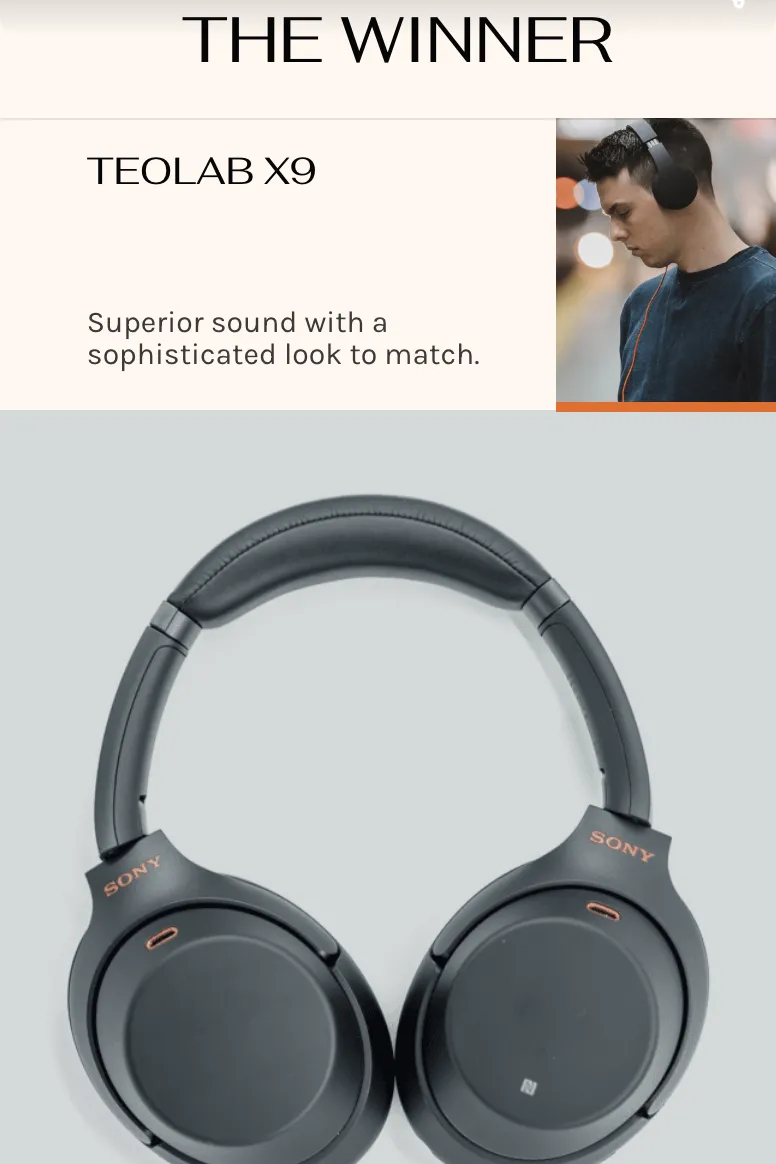 THE WINNER
TEOLAB X9
Superior sound with a
sophisticated look to match.
SONY
SONY